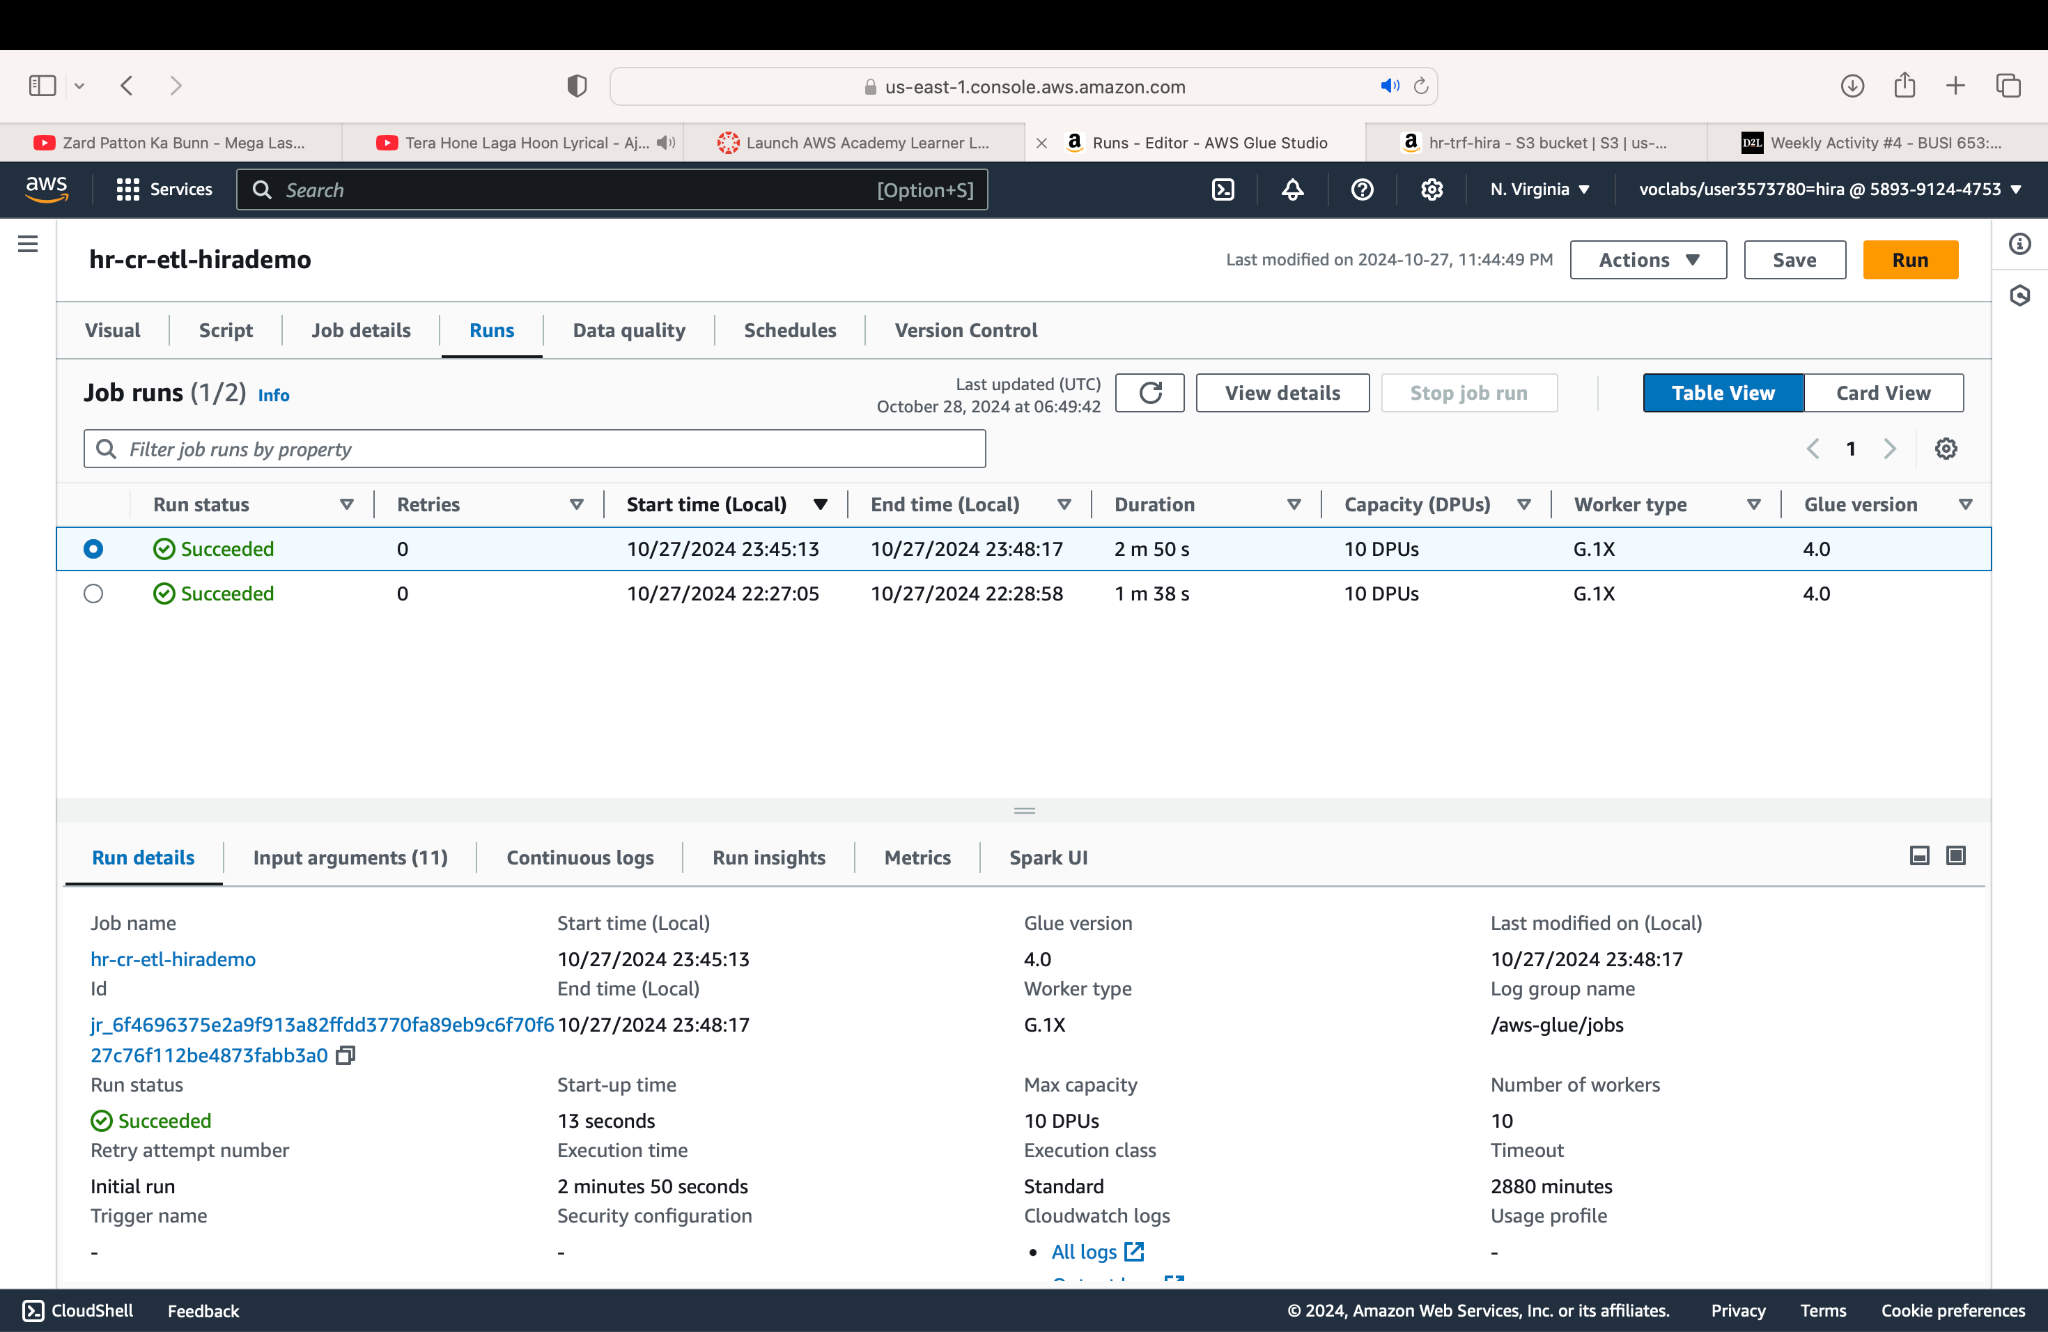 us-east-1.console.aws.amazon.com
Zard Patton Ka Bunn - Mega Las...
Tera Hone Laga Hoon Lyrical - Aj...
Launch AWS Academy Learner L...
Runs - Editor - AWS Glue Studio
hr-trf-hira - S3 bucket | S3 | us-...
D2L Weekly Activity #4 - BUSI 653:...
aws Services Search [Option+S] N. Virginia voclabs/user3573780=hira @ 5893-9124-4753
hr-cr-etl-hirademo
Last modified on 2024-10-27, 11:44:49 PM
Actions Save Run
Visual Script Job details Runs Data quality Schedules Version Control
Job runs (1/2) Info
Last updated (UTC)
October 28, 2024 at 06:49:42
View details Stop job run Table View Card View
Filter job runs by property
1
Run status Retries Start time (Local) End time (Local) Duration Capacity (DPUs) Worker type Glue version
Succeeded 0 10/27/2024 23:45:13 10/27/2024 23:48:17 2 m 50 s 10 DPUs G.1X 4.0
Succeeded 0 10/27/2024 22:27:05 10/27/2024 22:28:58 1 m 38 s 10 DPUs G.1X 4.0
Run details Input arguments (11) Continuous logs Run insights Metrics Spark UI
Job name Start time (Local) Glue version Last modified on (Local)
hr-cr-etl-hirademo 10/27/2024 23:45:13 4.0 10/27/2024 23:48:17
Id End time (Local) Worker type Log group name
jr_6f4696375e2a9f913a82ffdd3770fa89eb9c6f70f6 10/27/2024 23:48:17 G.1X /aws-glue/jobs
27c76f112be4873fabb3a0
Run status Start-up time Max capacity Number of workers
Succeeded 13 seconds 10 DPUs 10
Retry attempt number Execution time Execution class Timeout
Initial run 2 minutes 50 seconds Standard 2880 minutes
Trigger name Security configuration Cloudwatch logs Usage profile
- - • All logs -
CloudShell Feedback © 2024, Amazon Web Services, Inc. or its affiliates. Privacy Terms Cookie preferences